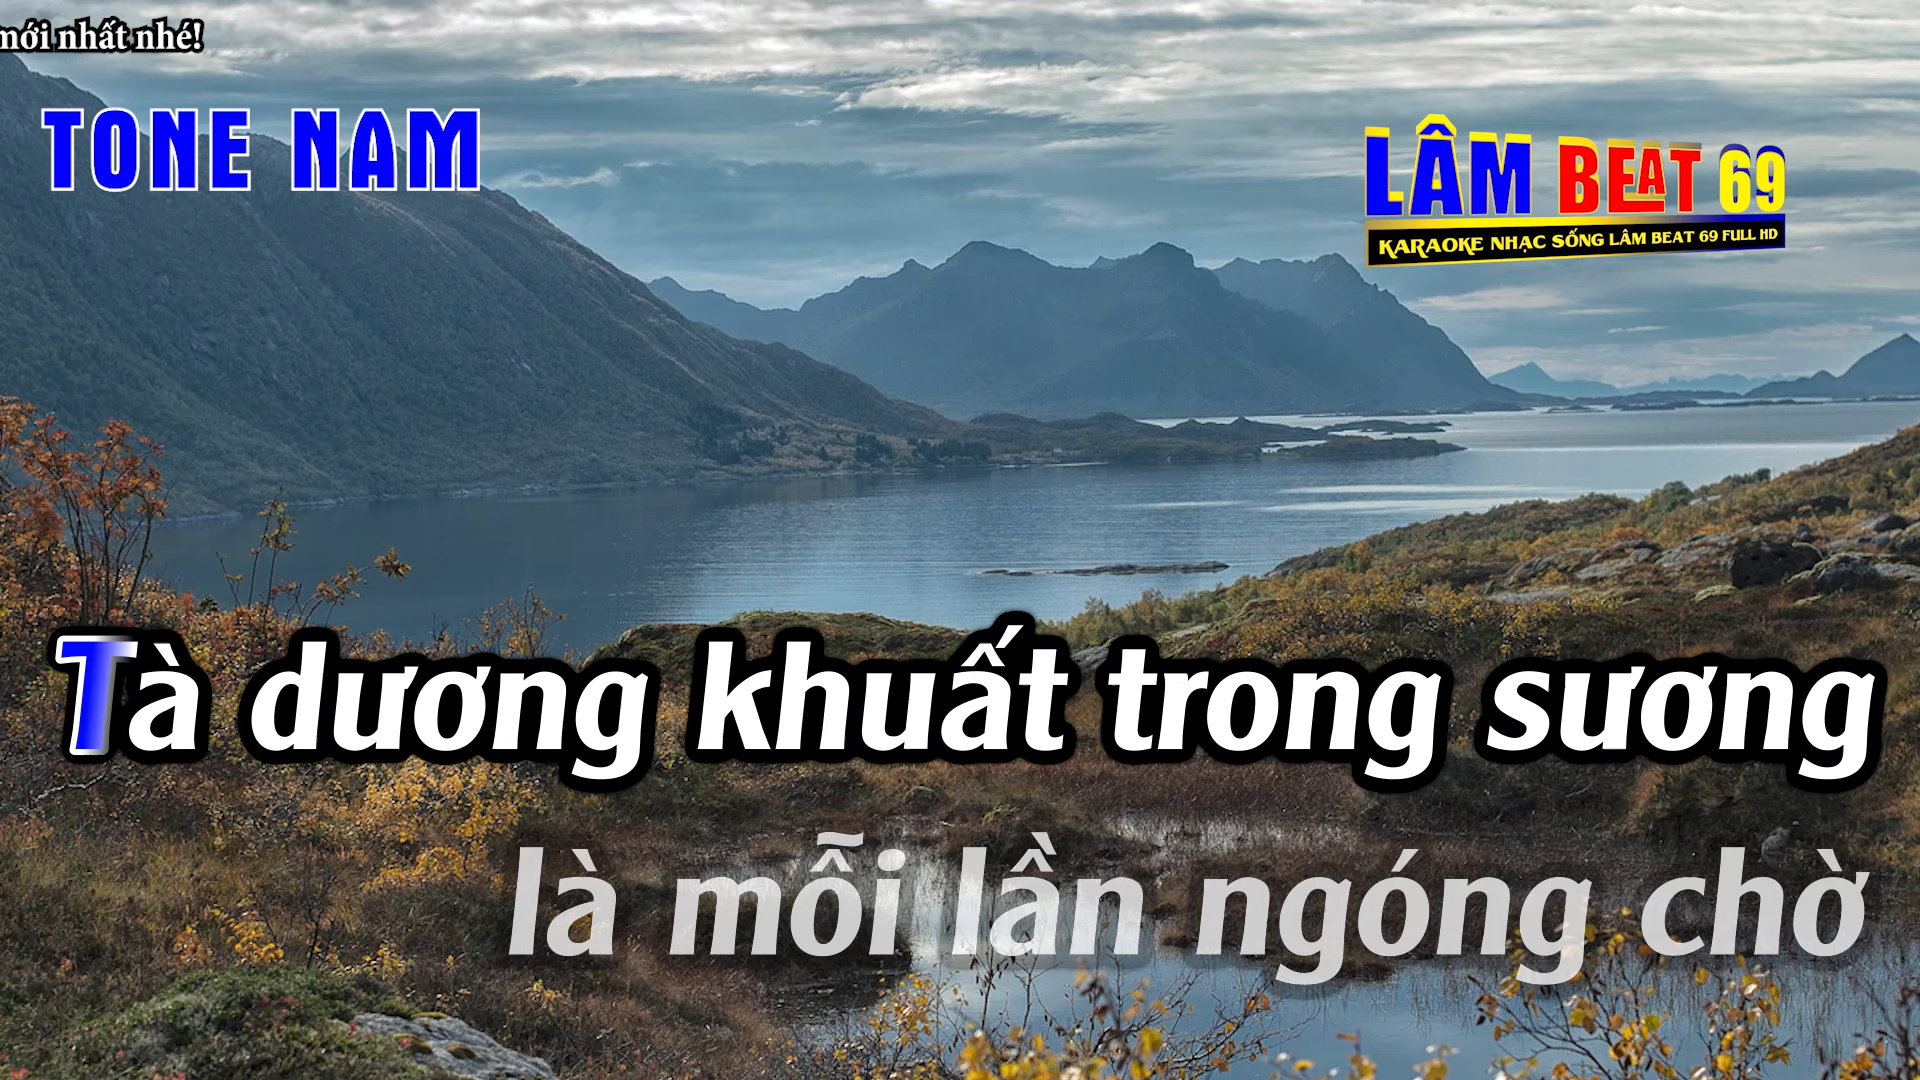 mới nhất nhé!
TONE NAM
LÂM BEAT 69
KARAOKE NHẠC SỐNG LÂM BEAT 69 FULL HD
Tà dương khuất trong sương
là mỗi lần ngóng chờ